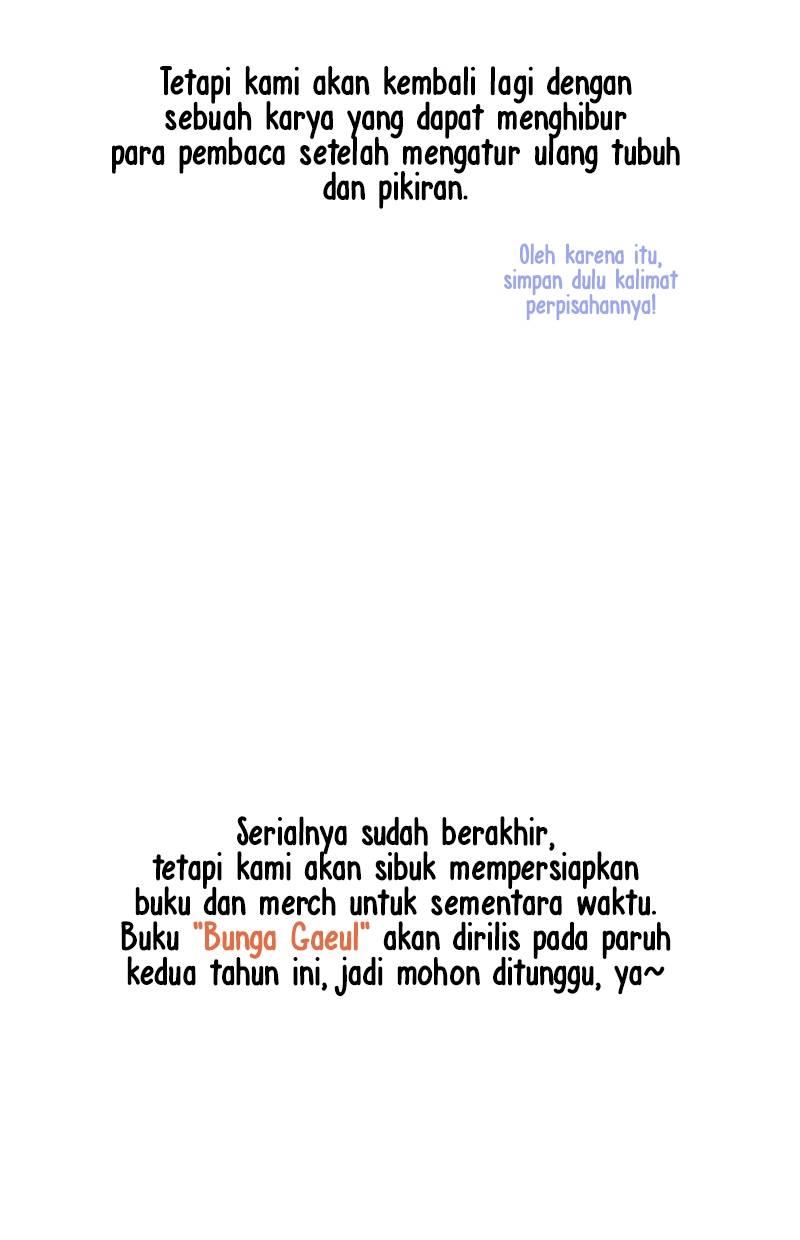 Tetapi kami akan kembali lagi dengan
sebuah karya yang dapat menghibur
para pembaca setelah mengatur ulang tubuh
dan pikiran.
Oleh karena itu,
simpan dulu kalimat
perpisahannya!
Serialnya sudah berakhir,
tetapi kami akan sibuk mempersiapkan
buku dan merch untuk sementara waktu.
Buku "Bunga Gaeul" akan dirilis pada paruh
kedua tahun ini, jadi mohon ditunggu, ya~